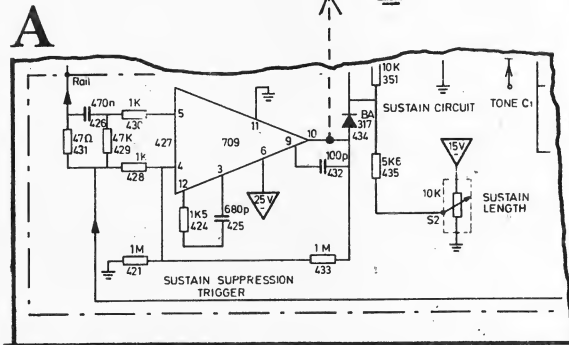 A
Rail
470n
426
1K
430
5
47Ω
431
47K
429
1K
428
4
427
709
11
10
9
6
3
12
BA
317
434
100p
432
10K
351
SUSTAIN CIRCUIT
TONE C1
5K6
435
15V
-
10K
S2
SUSTAIN
LENGTH
1K5
424
680p
425
25V
-
1M
421
1M
433
SUSTAIN SUPPRESSION
TRIGGER